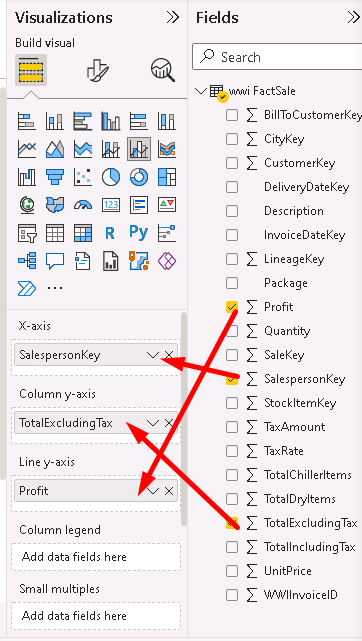 Visualizations
Build visual
123
R
Py
X-axis
SalespersonKey
Column y-axis
TotalExcludingTax
Line y-axis
Profit
Column legend
Add data fields here
Small multiples
Add data fields here
Fields
Search
wwi FactSale
BillToCustomerKey
CityKey
CustomerKey
DeliveryDateKey
Description
InvoiceDateKey
LineageKey
Package
Profit
Quantity
SaleKey
SalespersonKey
StockItemKey
TaxAmount
TaxRate
TotalChillerItems
TotalDryItems
TotalExcludingTax
TotalIncludingTax
UnitPrice
WWIInvoiceID